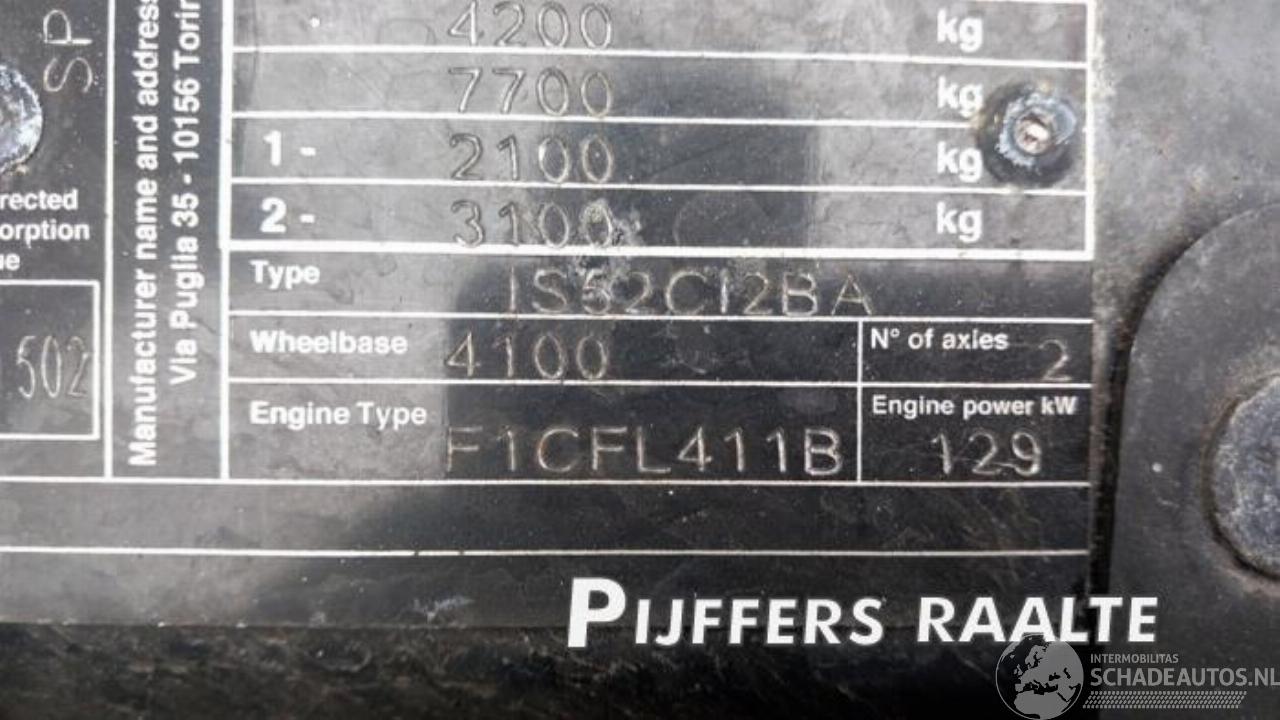 SP
rected
orption
ue
502
Manufacturer name and address
Via Puglia 35 - 10156 Torin
4200 kg
7700 kg
1 - 2100 kg
2 - 3100 kg
Type IS52CI2BA
Wheelbase 4100 N° of axles 2
Engine Type F1CFL411B Engine power kW 129
PIJFFERS RAALTE
INTERMOBILITAS
SCHADEAUTOS.NL